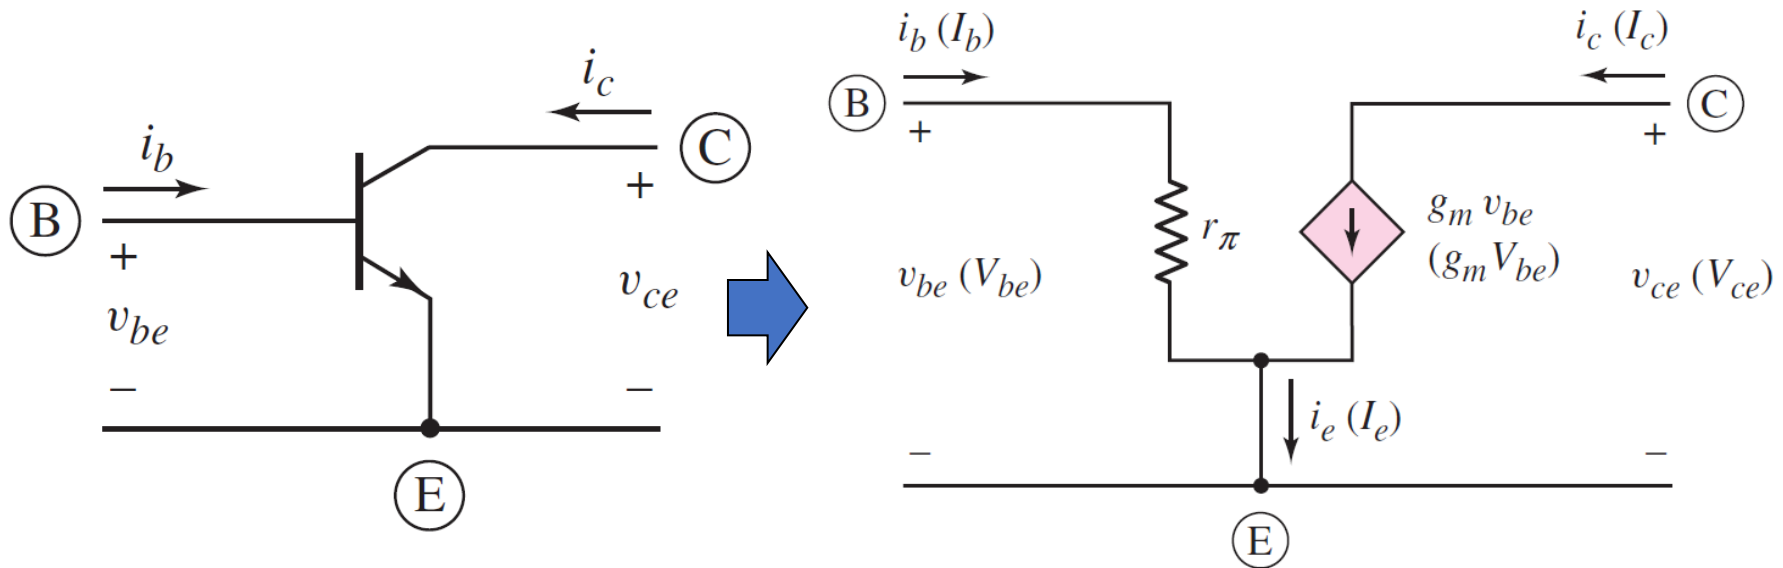 i_c
C
i_b
B
+
+
v_be
v_ce
−
−
E
i_b (I_b)
i_c (I_c)
B
C
+
+
r_π
g_m v_be
(g_m V_be)
v_be (V_be)
v_ce (V_ce)
i_e (I_e)
−
−
E